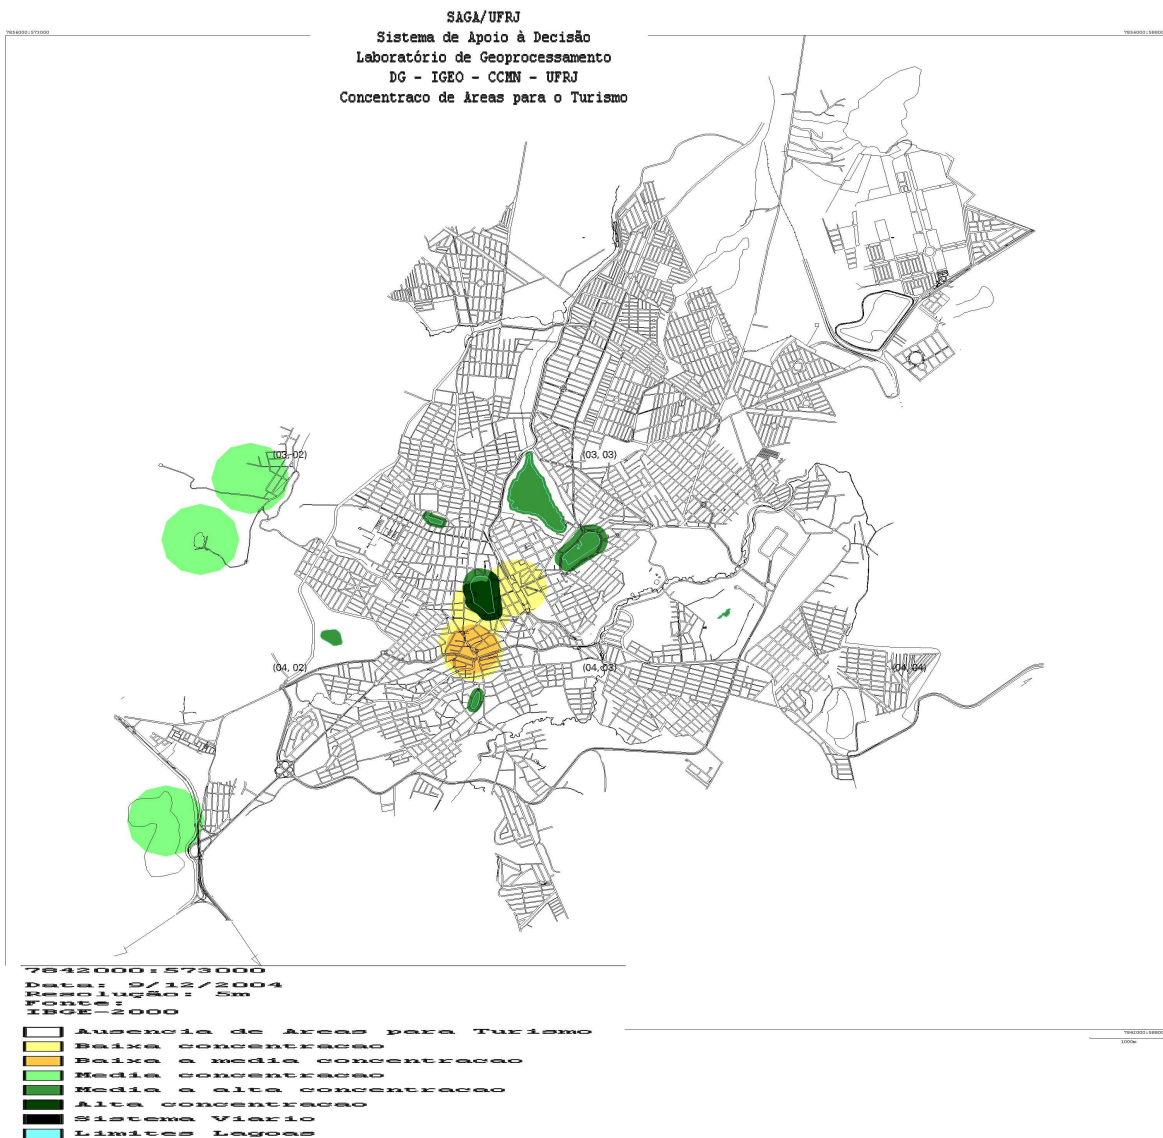 SAGA/UFRJ
Sistema de Apoio à Decisão
Laboratório de Geoprocessamento
DG - IGEO - CCMN - UFRJ
Concentraco de Areas para o Turismo
7856000:573000
(03, 02)
(03, 03)
(04, 02)
(04, 03)
(04, 04)
7842000:573000
Data: 9/12/2004
Resolução: 5m
Fonte:
IBGE-2000
1000m
Ausencia de Areas para Turismo
Baixa concentracao
Baixa a media concentracao
Media concentracao
Media a alta concentracao
Alta concentracao
Sistema Viario
Limites Lagoas